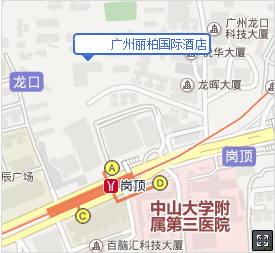 广州龙口
科技大厦
广州丽柏国际酒店
优华大厦
龙口
龙晖大厦
岗顶
A
辰广场
岗顶
D
C
中山大学附
属第三医院
百脑汇科技大厦